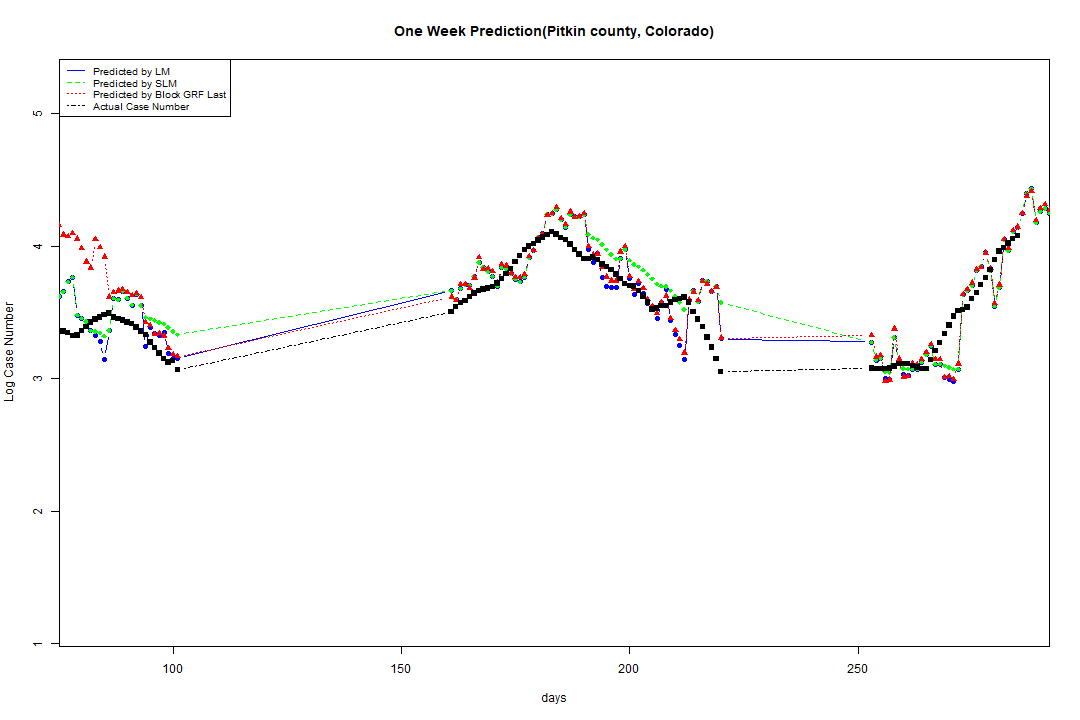 One Week Prediction(Pitkin county, Colorado)
Predicted by LM
Predicted by SLM
Predicted by Block GRF Last
Actual Case Number
5
4
3
2
1
Log Case Number
100 150 200 250
days